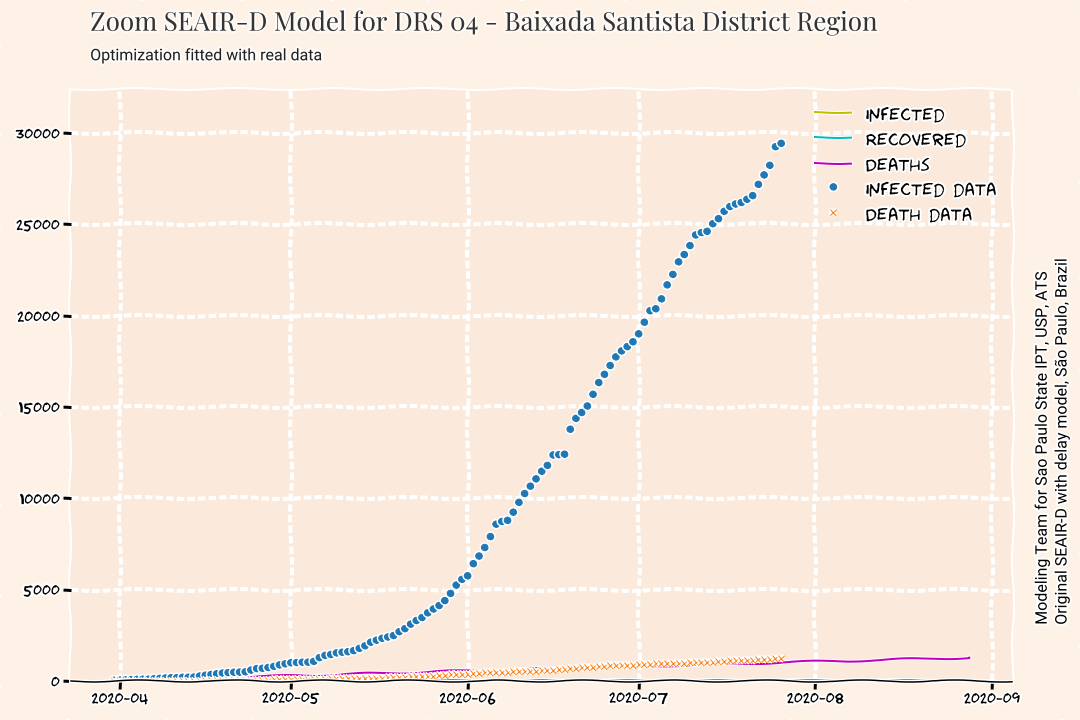 Zoom SEAIR-D Model for DRS 04 - Baixada Santista District Region
Optimization fitted with real data
INFECTED
RECOVERED
DEATHS
INFECTED DATA
DEATH DATA
30000
25000
20000
15000
10000
5000
0
2020-04
2020-05
2020-06
2020-07
2020-08
2020-09
Modeling Team for Sao Paulo State IPT, USP, ATS
Original SEAIR-D with delay model, São Paulo, Brazil